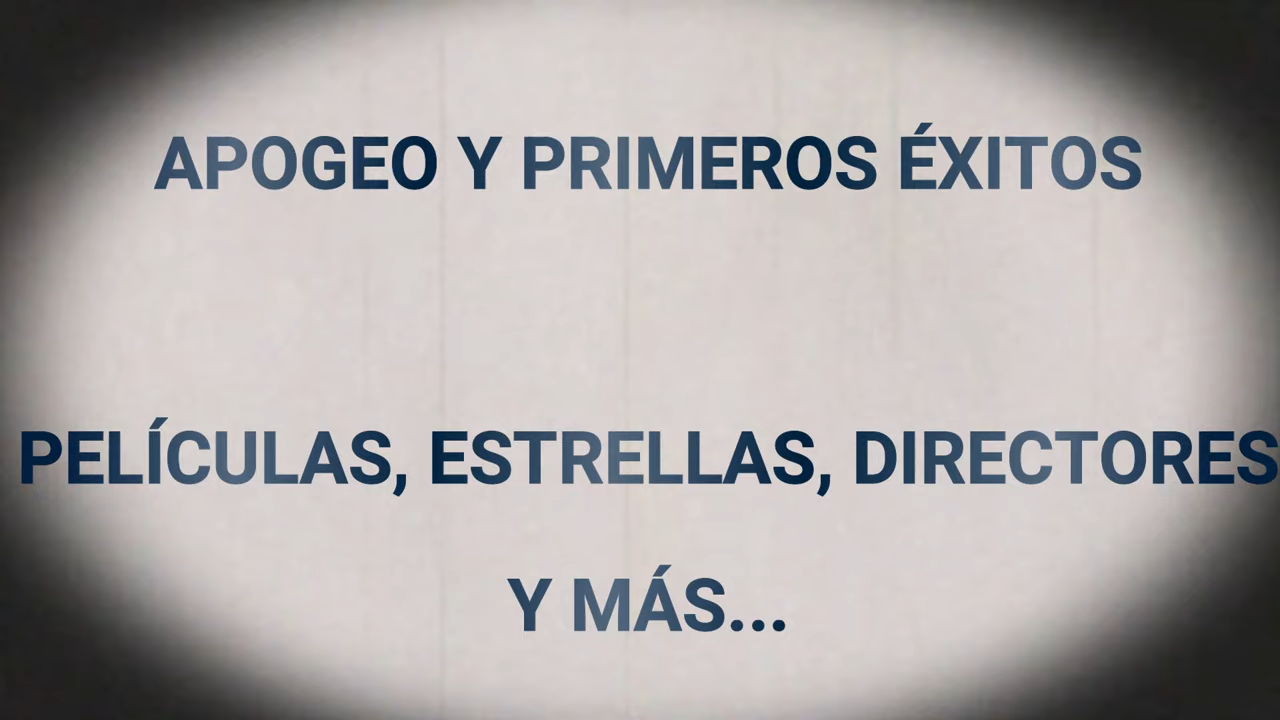 APOGEO Y PRIMEROS ÉXITOS
PELÍCULAS, ESTRELLAS, DIRECTORES
Y MÁS...